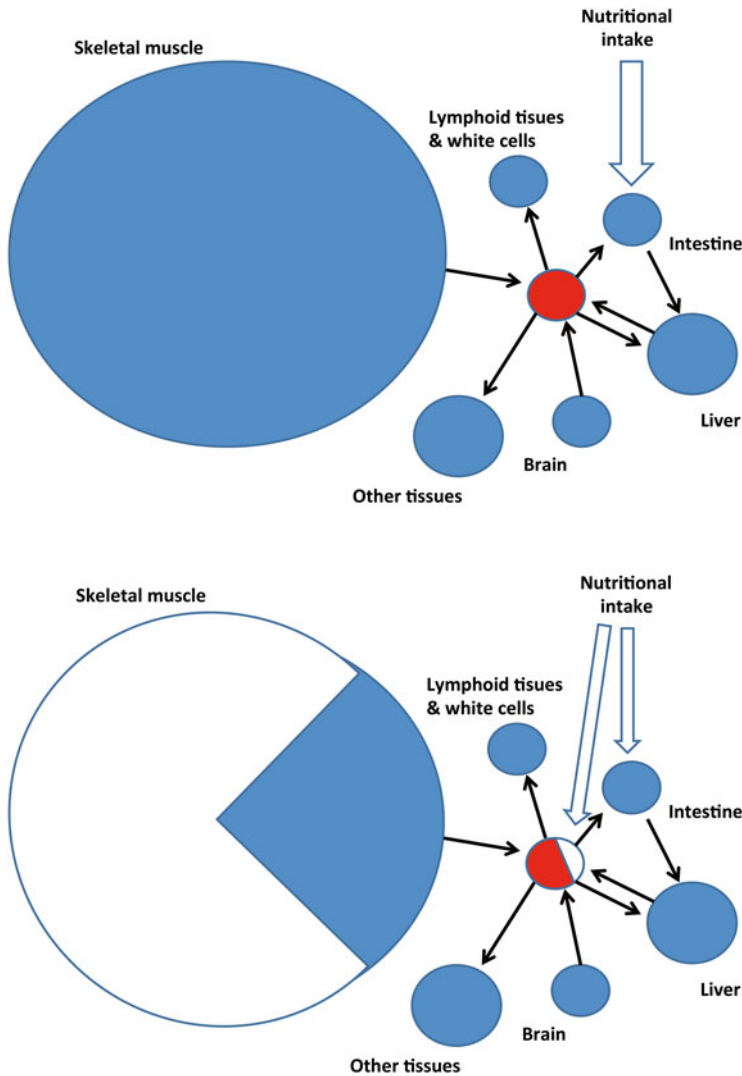 Skeletal muscle
Nutritional
intake
Lymphoid tisues
& white cells
Intestine
Liver
Brain
Other tissues
Skeletal muscle
Nutritional
intake
Lymphoid tisues
& white cells
Intestine
Liver
Brain
Other tissues